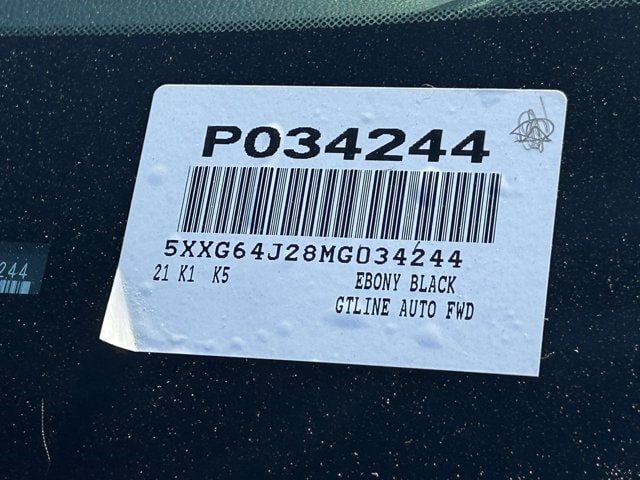 P034244
5XXG64J28MG034244
21 K1 K5 EBONY BLACK
GTLINE AUTO FWD
244